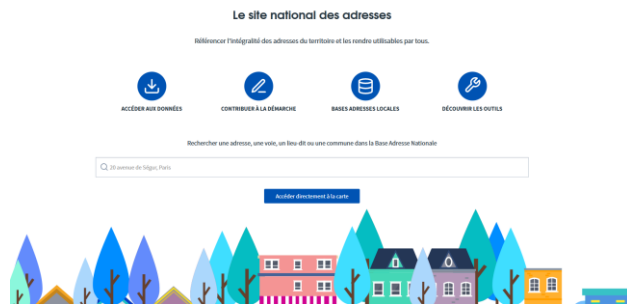 Le site national des adresses
Référencer l'intégralité des adresses du territoire et les rendre utilisables par tous.
ACCÉDER AUX DONNÉES
CONTRIBUER À LA DÉMARCHE
BASES ADRESSES LOCALES
DÉCOUVRIR LES OUTILS
Rechercher une adresse, une voie, un lieu-dit ou une commune dans la Base Adresse Nationale
20 avenue de Ségur, Paris
Accéder directement à la carte